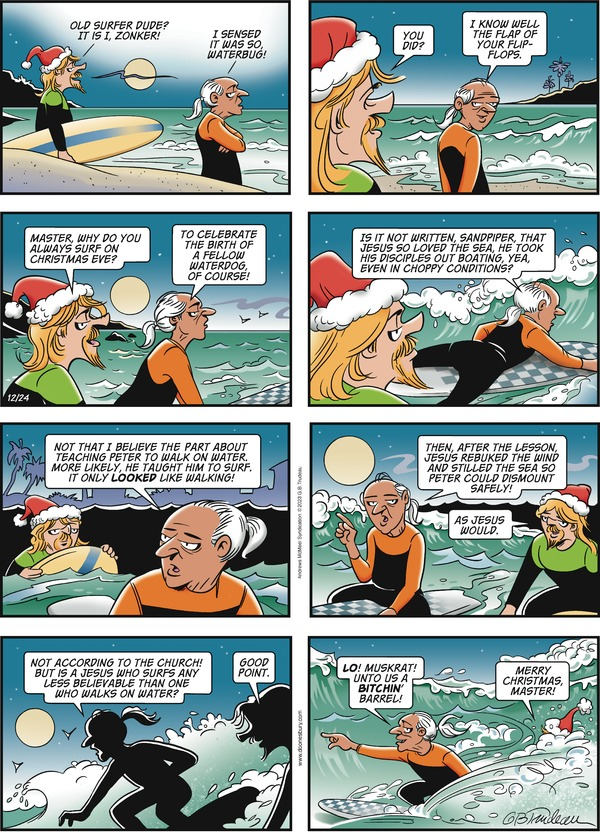 OLD SURFER DUDE?
IT IS I, ZONKER!
I SENSED
IT WAS SO,
WATERBUG!
YOU
DID?
I KNOW WELL
THE FLAP OF
YOUR FLIP-
FLOPS.
MASTER, WHY DO YOU
ALWAYS SURF ON
CHRISTMAS EVE?
TO CELEBRATE
THE BIRTH OF
A FELLOW
WATERDOG,
OF COURSE!
12/24
IS IT NOT WRITTEN, SANDPIPER, THAT
JESUS SO LOVED THE SEA, HE TOOK
HIS DISCIPLES OUT BOATING, YEA,
EVEN IN CHOPPY CONDITIONS?
NOT THAT I BELIEVE THE PART ABOUT
TEACHING PETER TO WALK ON WATER.
MORE LIKELY, HE TAUGHT HIM TO SURF.
IT ONLY LOOKED LIKE WALKING!
Andrews McMeel Syndication ©2023 G.B. Trudeau
THEN, AFTER THE LESSON,
JESUS REBUKED THE WIND
AND STILLED THE SEA SO
PETER COULD DISMOUNT
SAFELY!
AS JESUS
WOULD.
NOT ACCORDING TO THE CHURCH!
BUT IS A JESUS WHO SURFS ANY
LESS BELIEVABLE THAN ONE
WHO WALKS ON WATER?
GOOD
POINT.
www.doonesbury.com
LO! MUSKRAT!
UNTO US A
BITCHIN'
BARREL!
MERRY
CHRISTMAS,
MASTER!
GBTrudeau